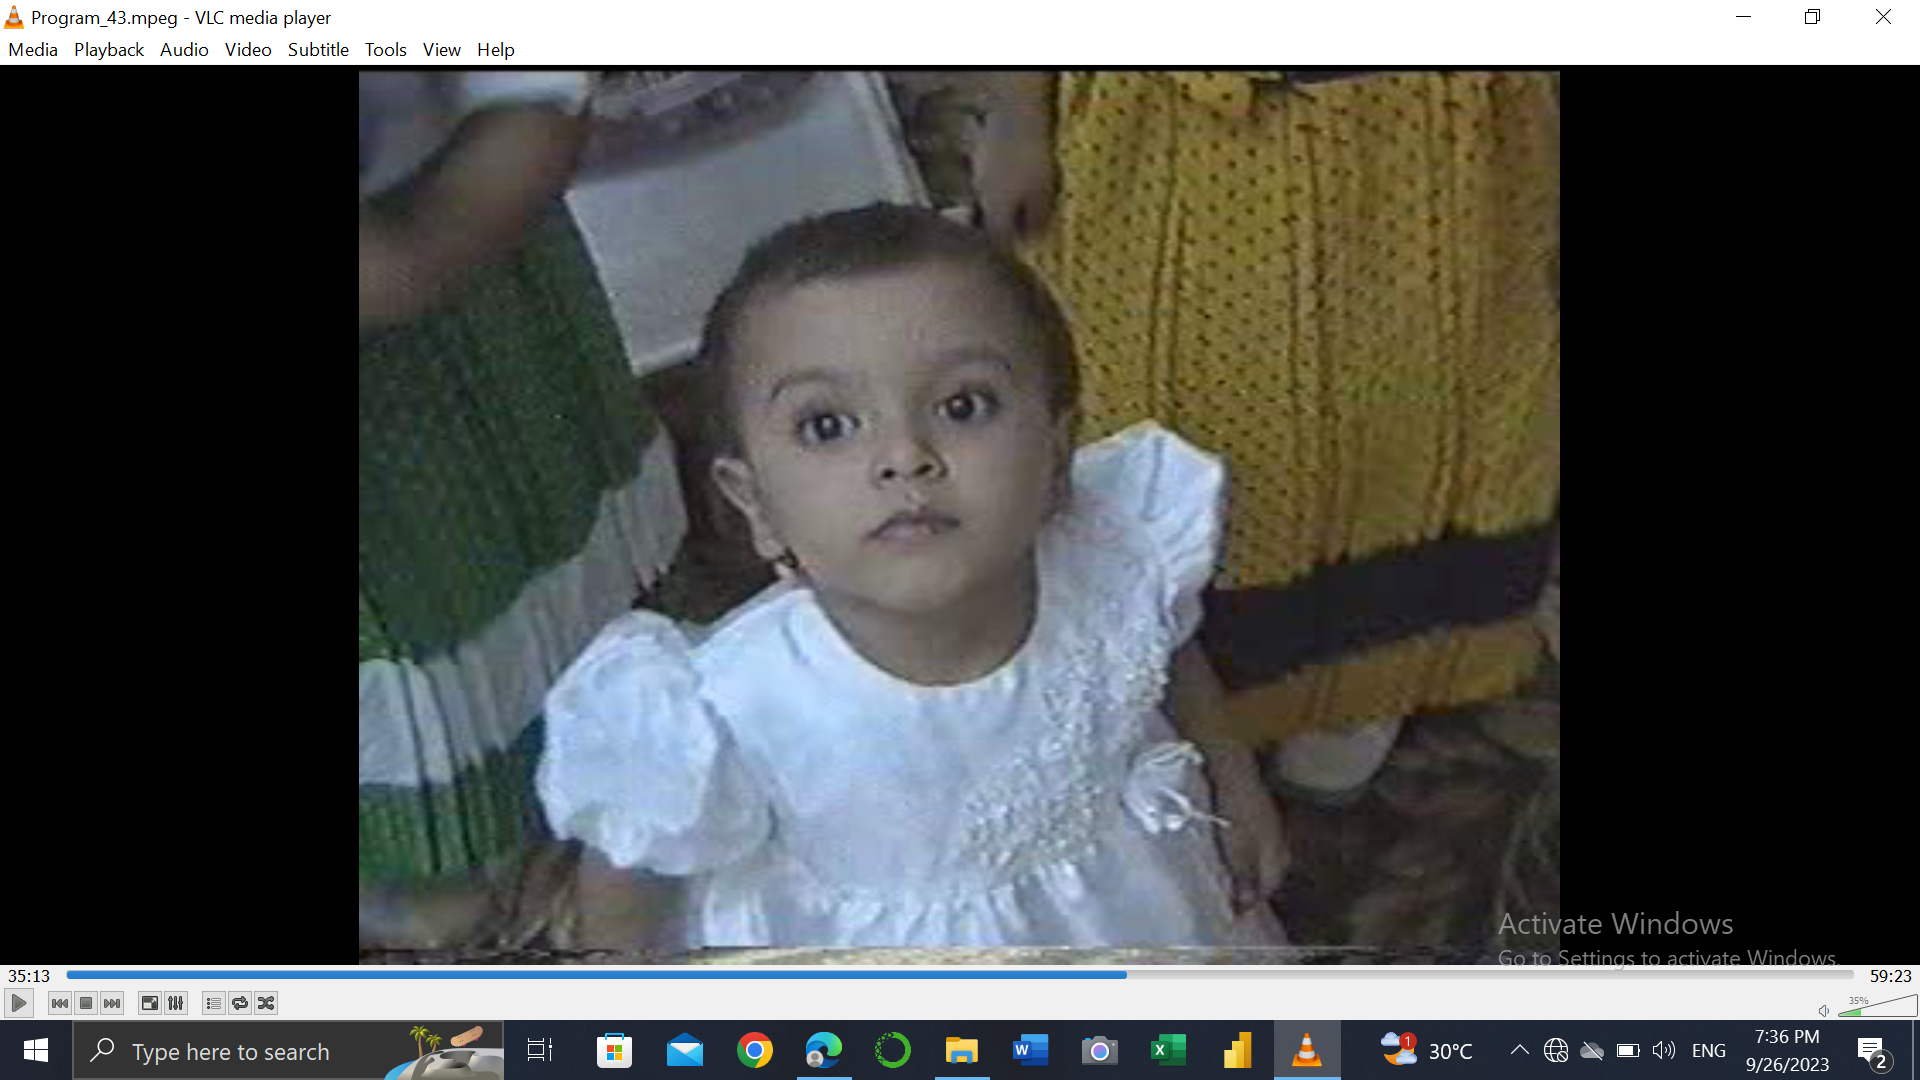 Program_43.mpeg - VLC media player
Media Playback Audio Video Subtitle Tools View Help
Activate Windows
Go to Settings to activate Windows.
35:13
59:23
35%
Type here to search
1
30°C
ENG
7:36 PM
9/26/2023
2